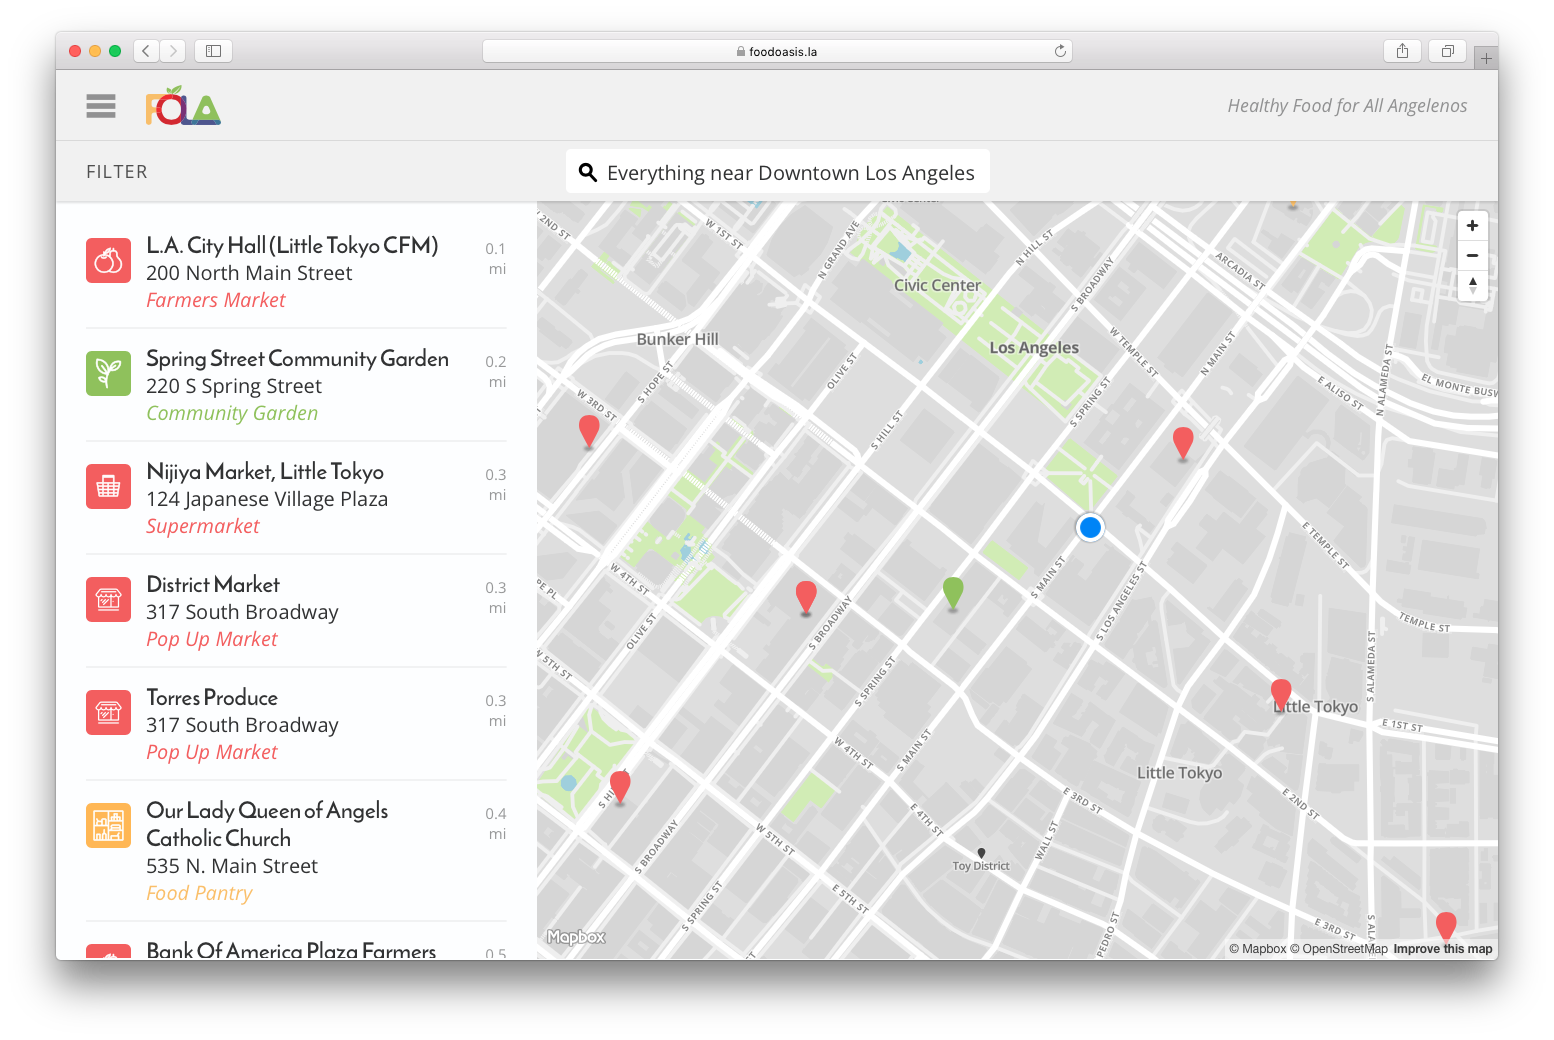 foodoasis.la
FOLA
Healthy Food for All Angelenos
FILTER
Everything near Downtown Los Angeles
L.A. City Hall (Little Tokyo CFM)
0.1 mi
200 North Main Street
Farmers Market
Spring Street Community Garden
0.2 mi
220 S Spring Street
Community Garden
Nijiya Market, Little Tokyo
0.3 mi
124 Japanese Village Plaza
Supermarket
District Market
0.3 mi
317 South Broadway
Pop Up Market
Torres Produce
0.3 mi
317 South Broadway
Pop Up Market
Our Lady Queen of Angels
Catholic Church
0.4 mi
535 N. Main Street
Food Pantry
Bank Of America Plaza Farmers
0.5
W 2ND ST
W 1ST ST
N GRAND AVE
N HILL ST
S BROADWAY
ARCADIA ST
Civic Center
Bunker Hill
Los Angeles
W TEMPLE ST
N MAIN ST
E ALISO ST
N ALAMEDA ST
EL MONTE BUSW
W 3RD ST
S HOPE ST
OLIVE ST
S HILL ST
S SPRING ST
E TEMPLE ST
TEMPLE ST
PE PL
W 4TH ST
OLIVE ST
S BROADWAY
S MAIN ST
S LOS ANGELES ST
S ALAMEDA ST
W 5TH ST
S SPRING ST
Little Tokyo
E 1ST ST
S HI
W 4TH ST
S MAIN ST
Little Tokyo
E 3RD ST
E 2ND ST
S BROADWAY
W 5TH ST
E 4TH ST
WALL ST
Toy District
S SPRING ST
E 5TH ST
PEDRO ST
E 3RD ST
S ALA
Mapbox
© Mapbox © OpenStreetMap Improve this map